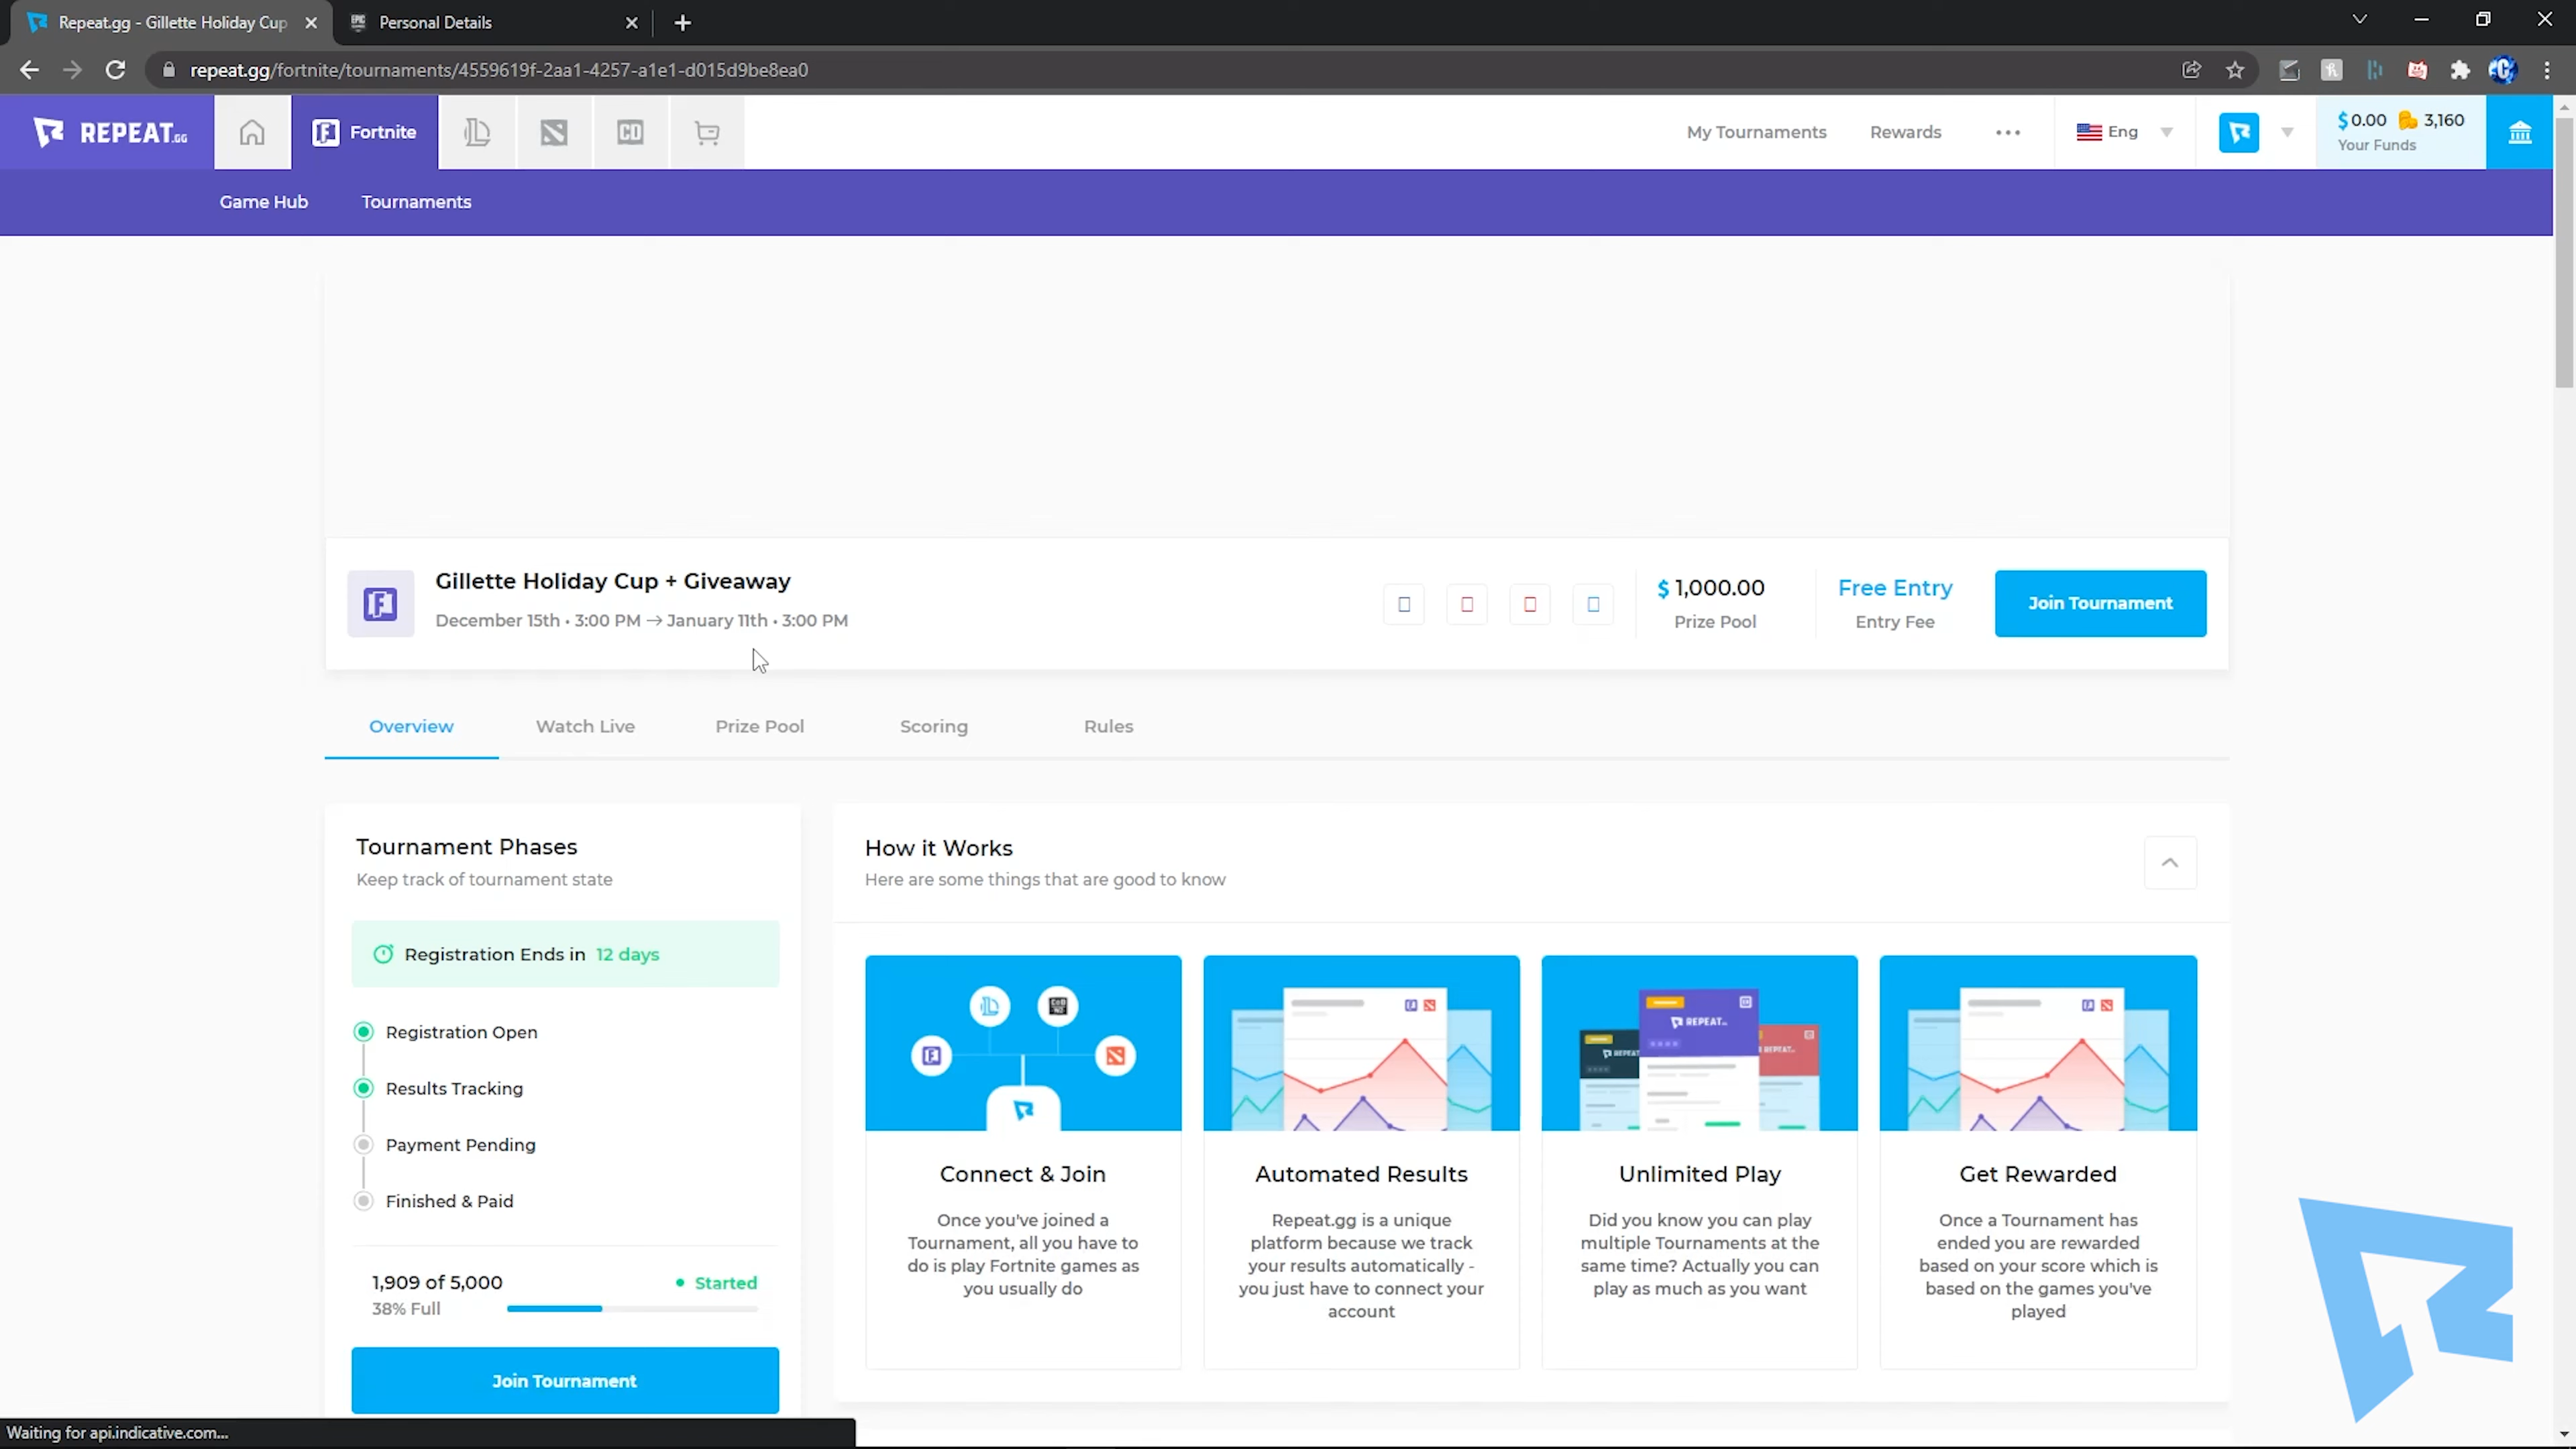 Repeat.gg - Gillette Holiday Cup
Personal Details
repeat.gg/fortnite/tournaments/4559619f-2aa1-4257-a1e1-d015d9be8ea0
REPEAT.GG
Fortnite
My Tournaments
Rewards
Eng
$0.00 3,160
Your Funds
Game Hub
Tournaments
Gillette Holiday Cup + Giveaway
December 15th • 3:00 PM → January 11th • 3:00 PM
$ 1,000.00
Prize Pool
Free Entry
Entry Fee
Join Tournament
Overview
Watch Live
Prize Pool
Scoring
Rules
Tournament Phases
Keep track of tournament state
Registration Ends in 12 days
Registration Open
Results Tracking
Payment Pending
Finished & Paid
1,909 of 5,000
Started
38% Full
Join Tournament
How it Works
Here are some things that are good to know
Connect & Join
Once you've joined a
Tournament, all you have to
do is play Fortnite games as
you usually do
Automated Results
Repeat.gg is a unique
platform because we track
your results automatically -
you just have to connect your
account
REPEAT
REPEAT
REPEAT
Unlimited Play
Did you know you can play
multiple Tournaments at the
same time? Actually you can
play as much as you want
Get Rewarded
Once a Tournament has
ended you are rewarded
based on your score which is
based on the games you've
played
Waiting for api.indicative.com...